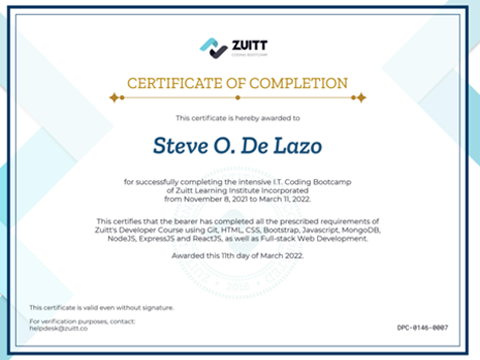 ZUITT
CODING BOOTCAMP
CERTIFICATE OF COMPLETION
This certificate is hereby awarded to
Steve O. De Lazo
for successfully completing the intensive I.T. Coding Bootcamp
of Zuitt Learning Institute Incorporated
from November 8, 2021 to March 11, 2022.
This certifies that the bearer has completed all the prescribed requirements of
Zuitt's Developer Course using Git, HTML, CSS, Bootstrap, Javascript, MongoDB,
NodeJS, ExpressJS and ReactJS, as well as Full-stack Web Development.
Awarded this 11th day of March 2022.
This certificate is valid even without signature.
For verification purposes, contact:
helpdesk@zuitt.co
DPC-0146-0007